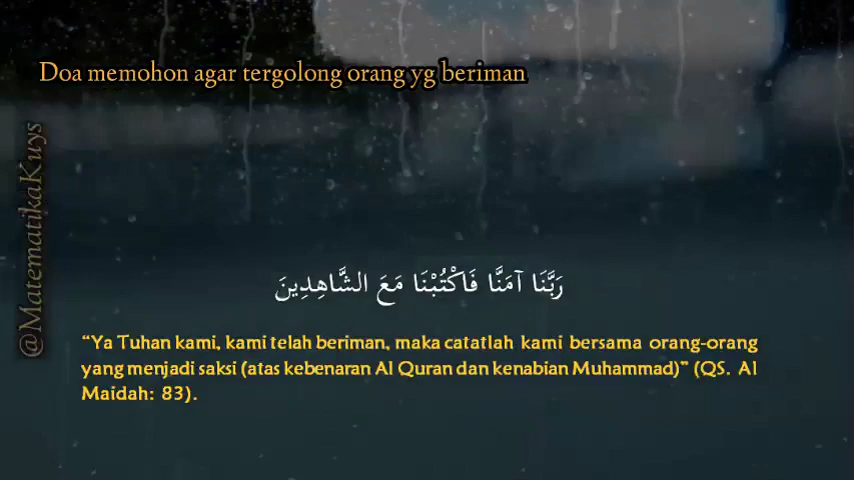 Doa memohon agar tergolong orang yg beriman
@MatematikaKuys
رَبَّنَا آمَنَّا فَاكْتُبْنَا مَعَ الشَّاهِدِينَ
“Ya Tuhan kami, kami telah beriman, maka catatlah kami bersama orang-orang
yang menjadi saksi (atas kebenaran Al Quran dan kenabian Muhammad)” (QS. Al
Maidah: 83).